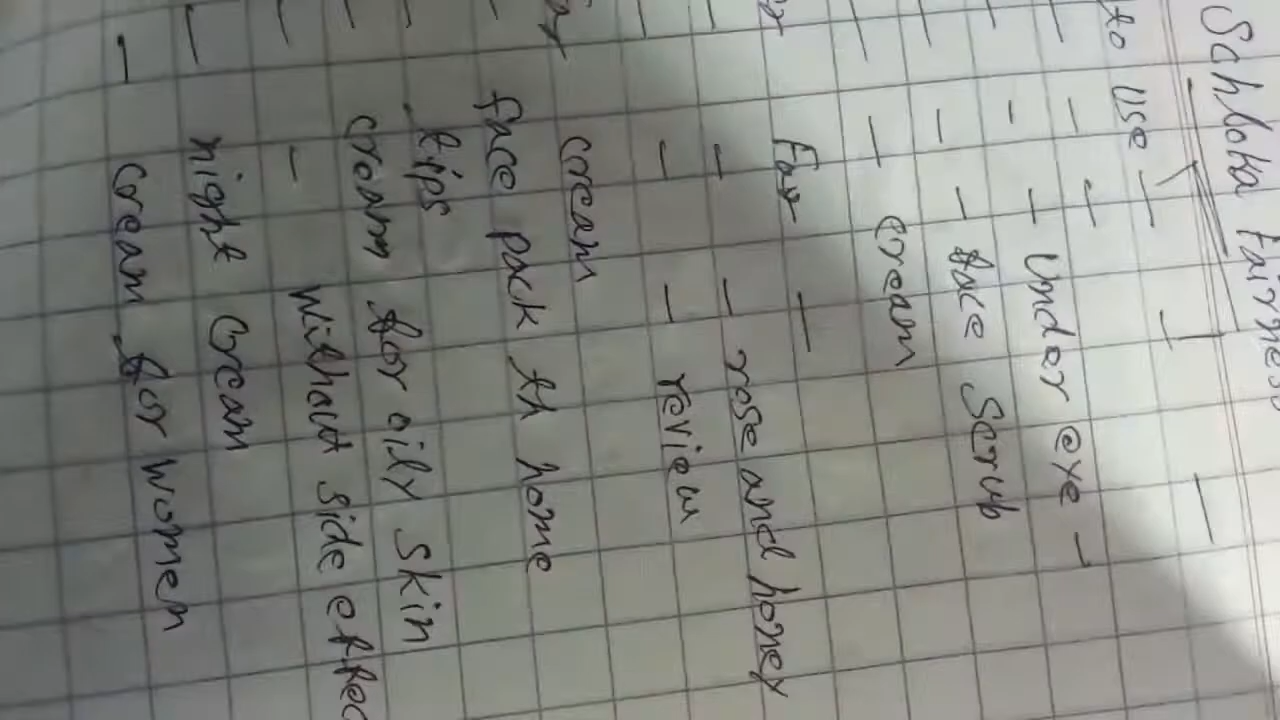 Schloka fairness
to use — — —
— — — Under eye —
— — — face scrub
— — cream
for —
— — — rose and honey
— — — review
cream
face pack at home
- tips
— cream for oily skin
— — without side effec
— night cream
— cream for women